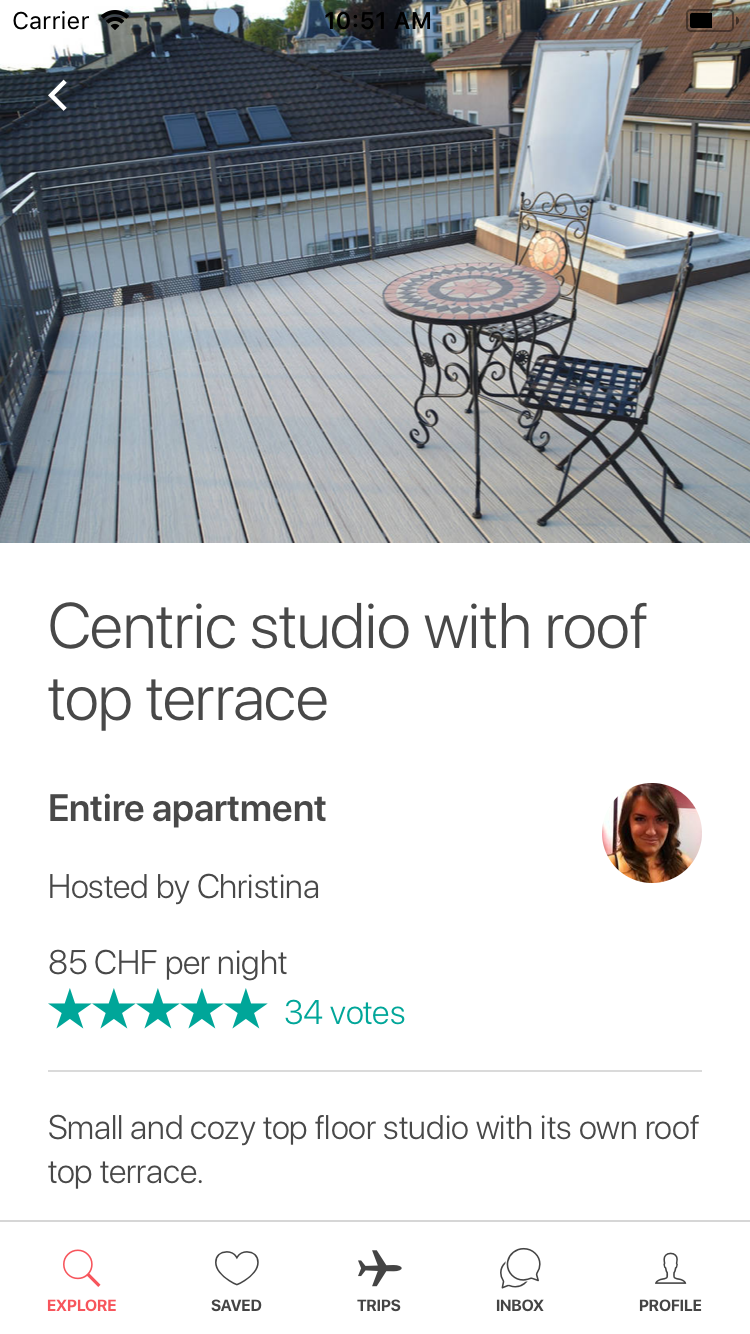 Carrier 10:51 AM
Centric studio with roof
top terrace
Entire apartment
Hosted by Christina
85 CHF per night
34 votes
Small and cozy top floor studio with its own roof
top terrace.
EXPLORE SAVED TRIPS INBOX PROFILE